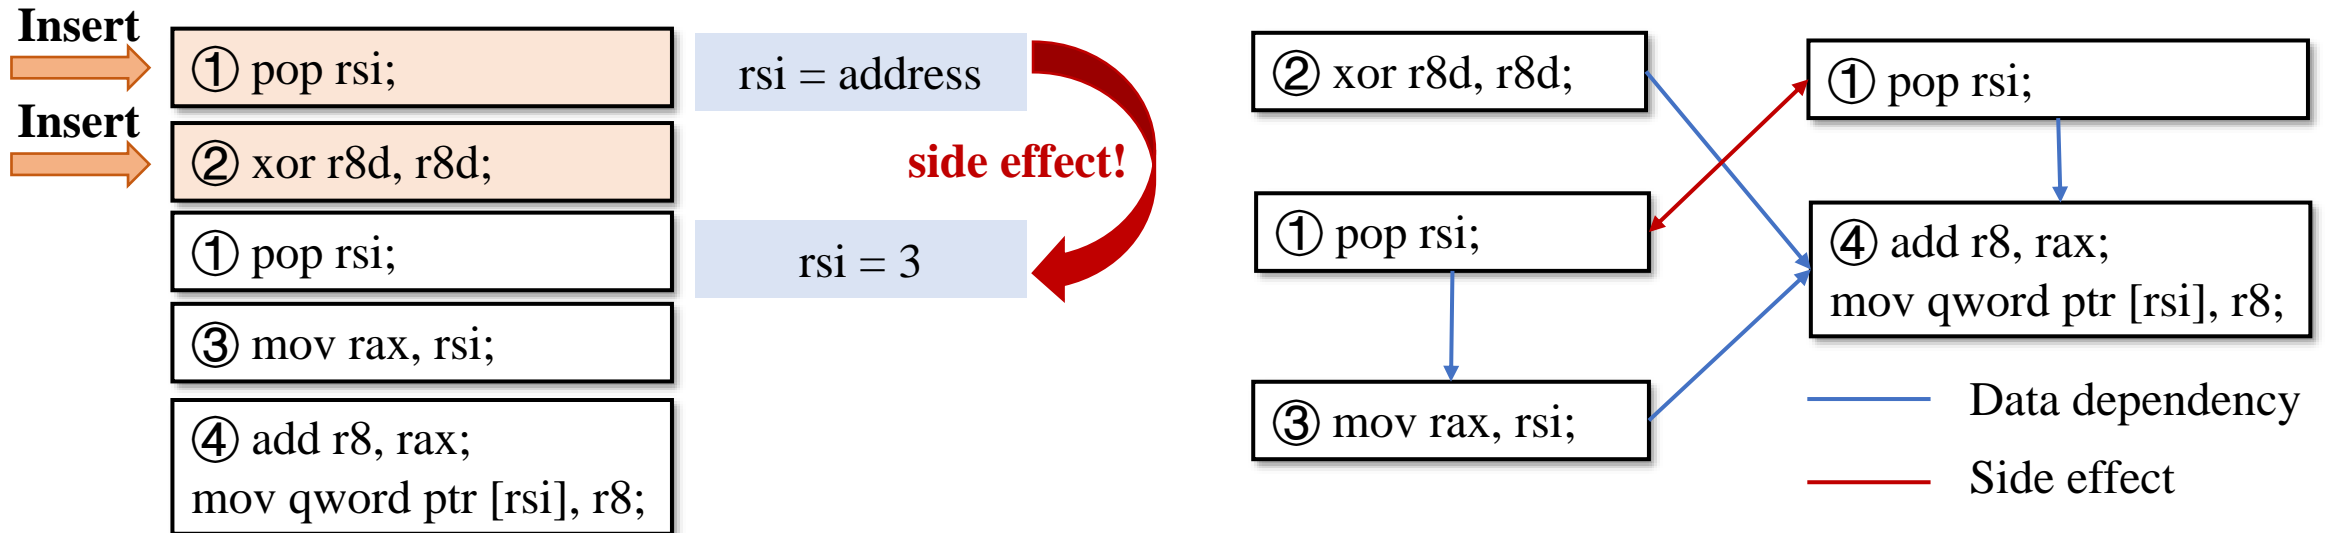 Insert
① pop rsi;
Insert
② xor r8d, r8d;
① pop rsi;
③ mov rax, rsi;
④ add r8, rax;
mov qword ptr [rsi], r8;
rsi = address
side effect!
rsi = 3
② xor r8d, r8d;
① pop rsi;
③ mov rax, rsi;
① pop rsi;
④ add r8, rax;
mov qword ptr [rsi], r8;
Data dependency
Side effect